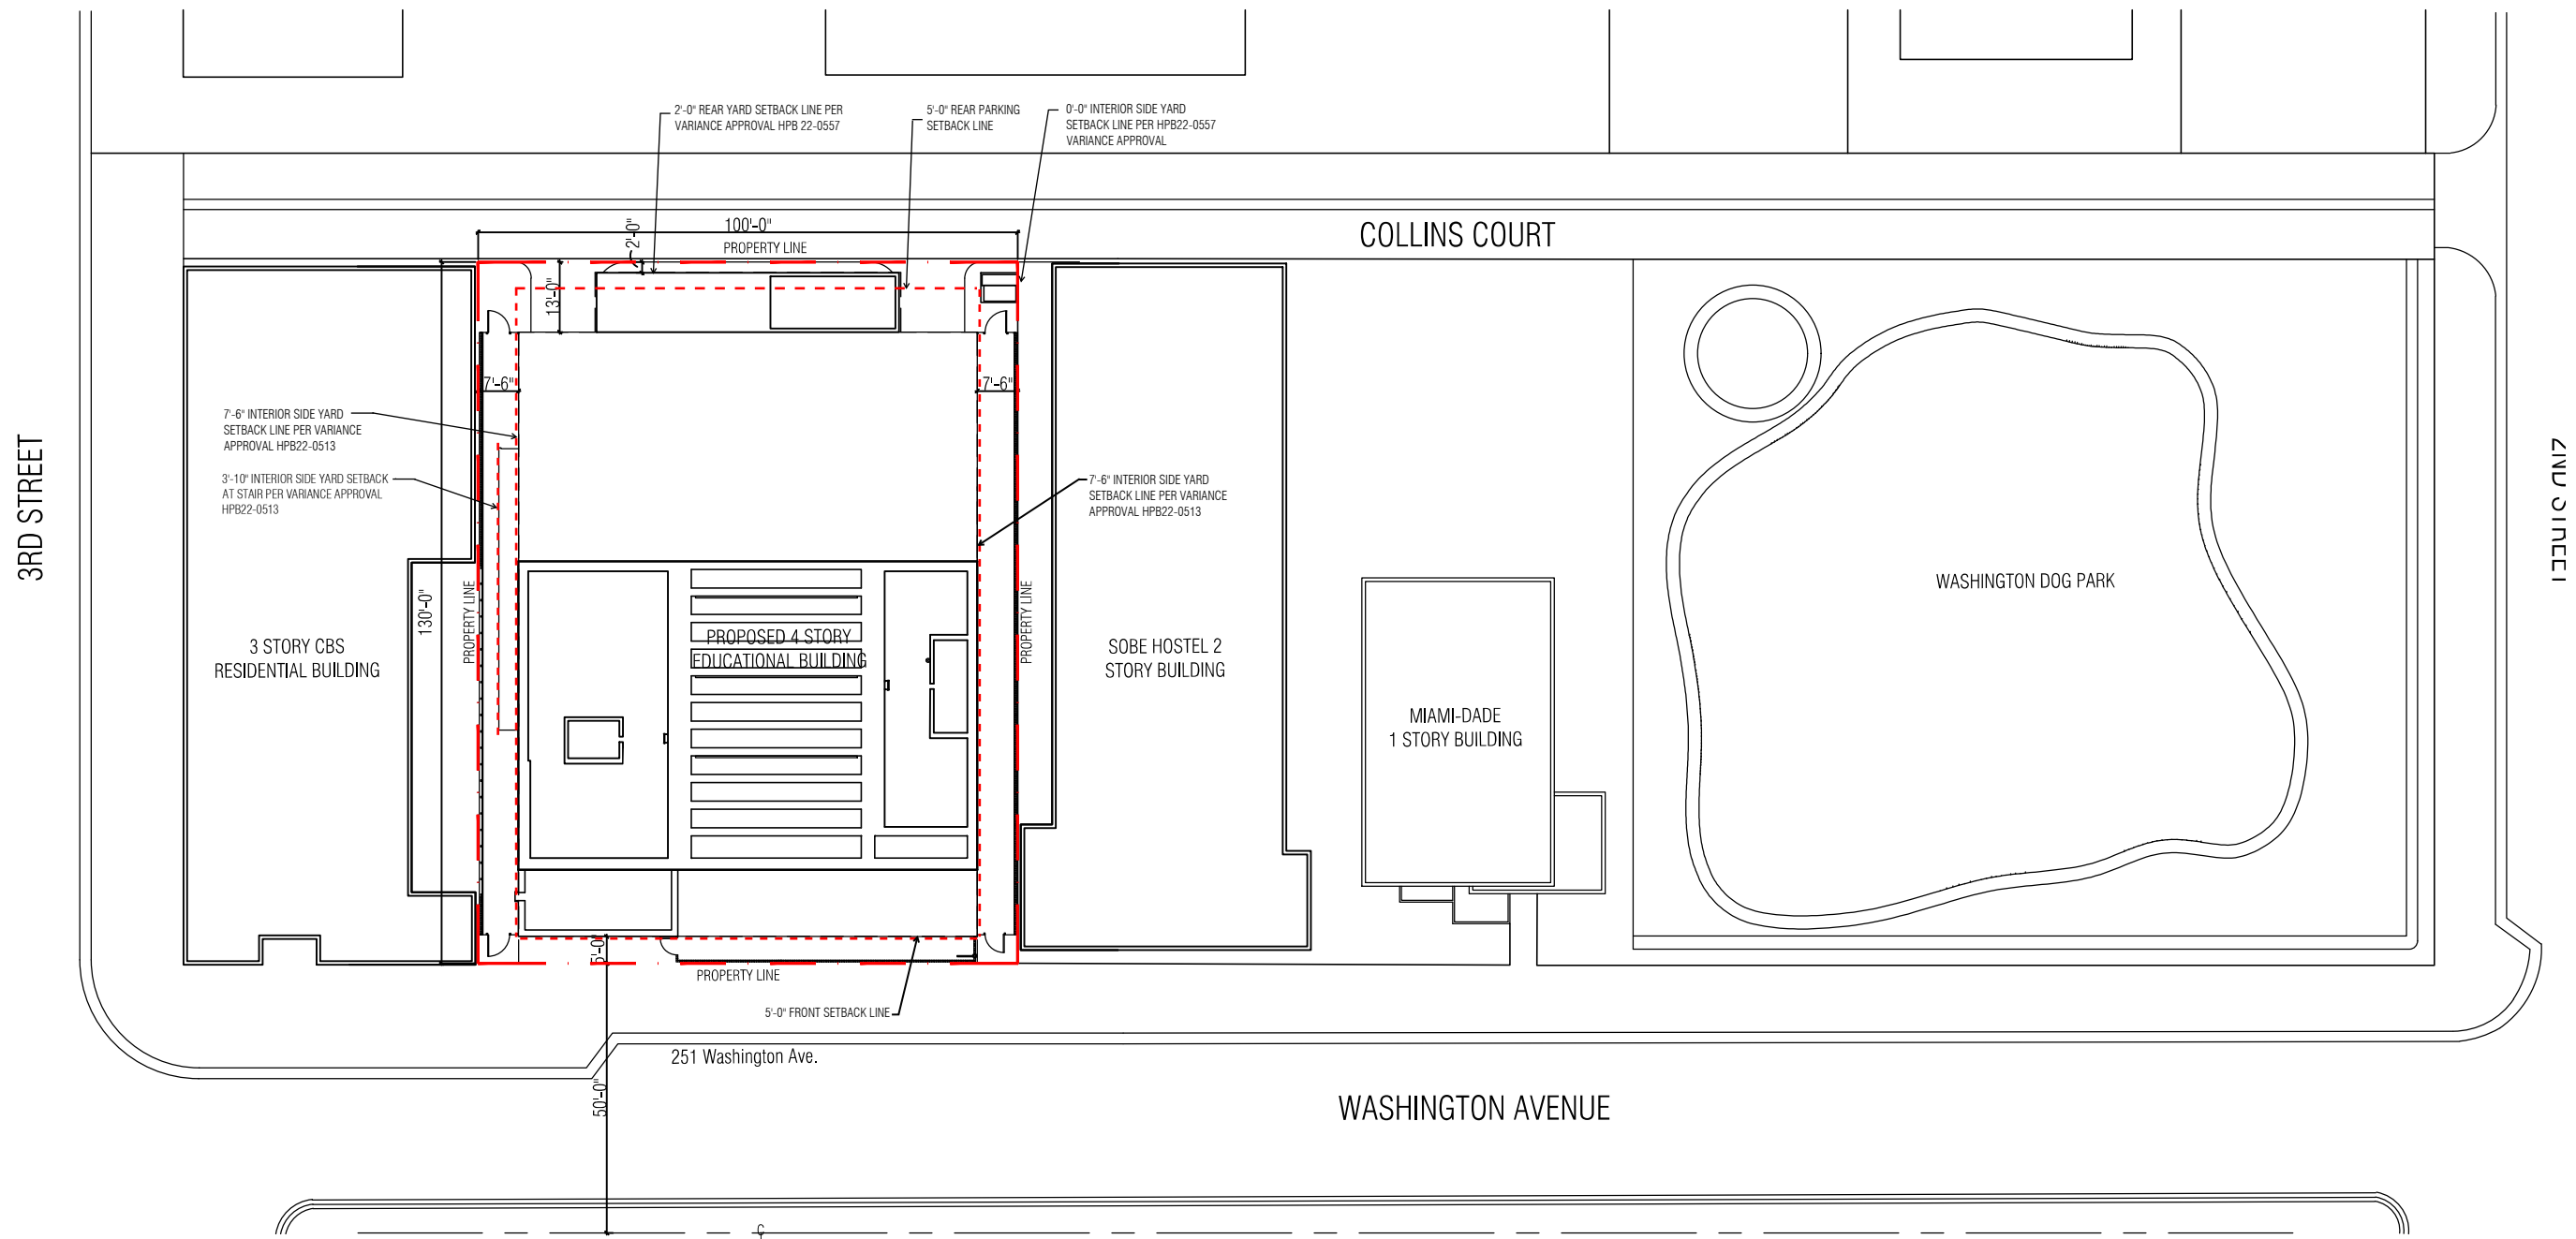 2'-0" REAR YARD SETBACK LINE PER
VARIANCE APPROVAL HPB 22-0557
5'-0" REAR PARKING
SETBACK LINE
0'-0" INTERIOR SIDE YARD
SETBACK LINE PER HPB22-0557
VARIANCE APPROVAL
100'-0"
2'-0"
PROPERTY LINE
COLLINS COURT
13'-0"
7'-6"
7'-6"
7'-6" INTERIOR SIDE YARD
SETBACK LINE PER VARIANCE
APPROVAL HPB22-0513
3'-10" INTERIOR SIDE YARD SETBACK
AT STAIR PER VARIANCE APPROVAL
HPB22-0513
7'-6" INTERIOR SIDE YARD
SETBACK LINE PER VARIANCE
APPROVAL HPB22-0513
3RD STREET
130'-0"
PROPERTY LINE
PROPERTY LINE
3 STORY CBS
RESIDENTIAL BUILDING
PROPOSED 4 STORY
EDUCATIONAL BUILDING
SOBE HOSTEL 2
STORY BUILDING
MIAMI-DADE
1 STORY BUILDING
WASHINGTON DOG PARK
2ND STREET
5'-0"
PROPERTY LINE
5'-0" FRONT SETBACK LINE
251 Washington Ave.
50'-0"
WASHINGTON AVENUE